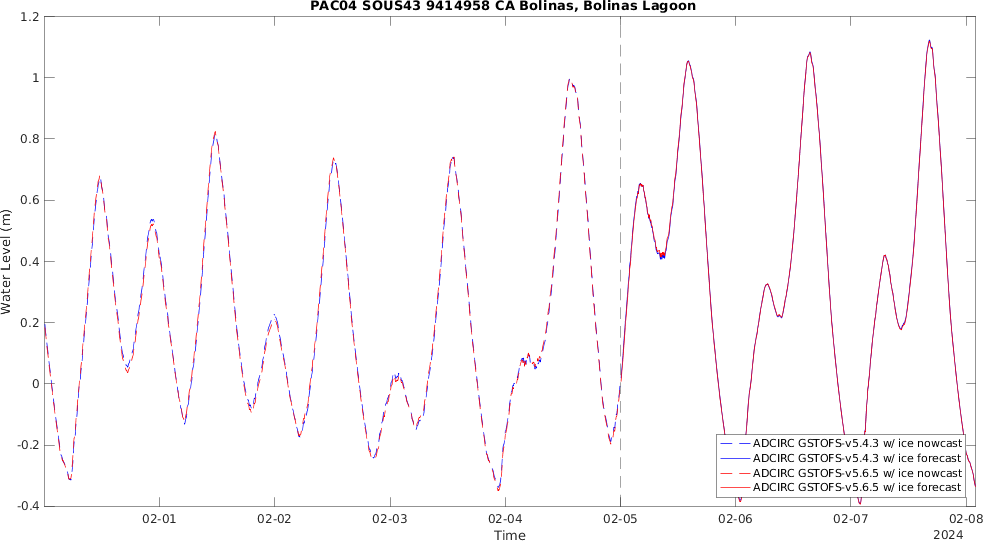 PAC04 SOUS43 9414958 CA Bolinas, Bolinas Lagoon
1.2
1
0.8
0.6
0.4
0.2
0
-0.2
-0.4
Water Level (m)
02-01 02-02 02-03 02-04 02-05 02-06 02-07 02-08
Time
2024
ADCIRC GSTOFS-v5.4.3 w/ ice nowcast
ADCIRC GSTOFS-v5.4.3 w/ ice forecast
ADCIRC GSTOFS-v5.6.5 w/ ice nowcast
ADCIRC GSTOFS-v5.6.5 w/ ice forecast